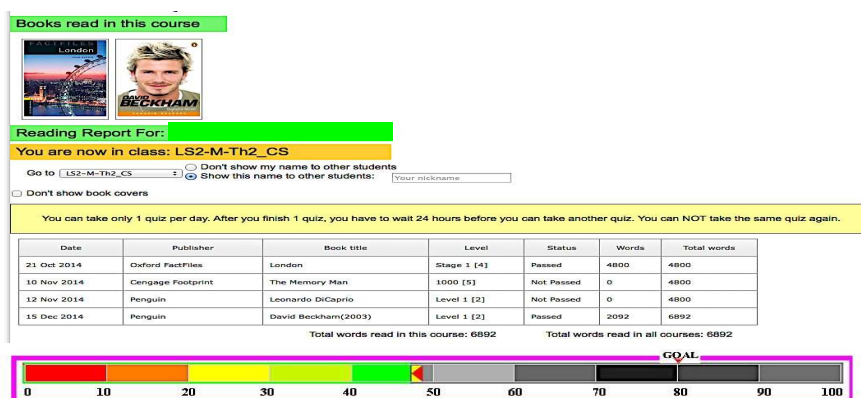 Books read in this course
FACTFILES
London
DAVID
BECKHAM
Reading Report For:
You are now in class: LS2-M-Th2_CS
Don't show my name to other students
Go to LS2-M-Th2_CS Show this name to other students: Your nickname
Don't show book covers
You can take only 1 quiz per day. After you finish 1 quiz, you have to wait 24 hours before you can take another quiz. You can NOT take the same quiz again.
Date Publisher Book title Level Status Words Total words
21 Oct 2014 Oxford FactFiles London Stage 1 [4] Passed 4800 4800
10 Nov 2014 Cengage Footprint The Memory Man 1000 [5] Not Passed 0 4800
12 Nov 2014 Penguin Leonardo DiCaprio Level 1 [2] Not Passed 0 4800
15 Dec 2014 Penguin David Beckham(2003) Level 1 [2] Passed 2092 6892
Total words read in this course: 6892 Total words read in all courses: 6892
GOAL
0 10 20 30 40 50 60 70 80 90 100